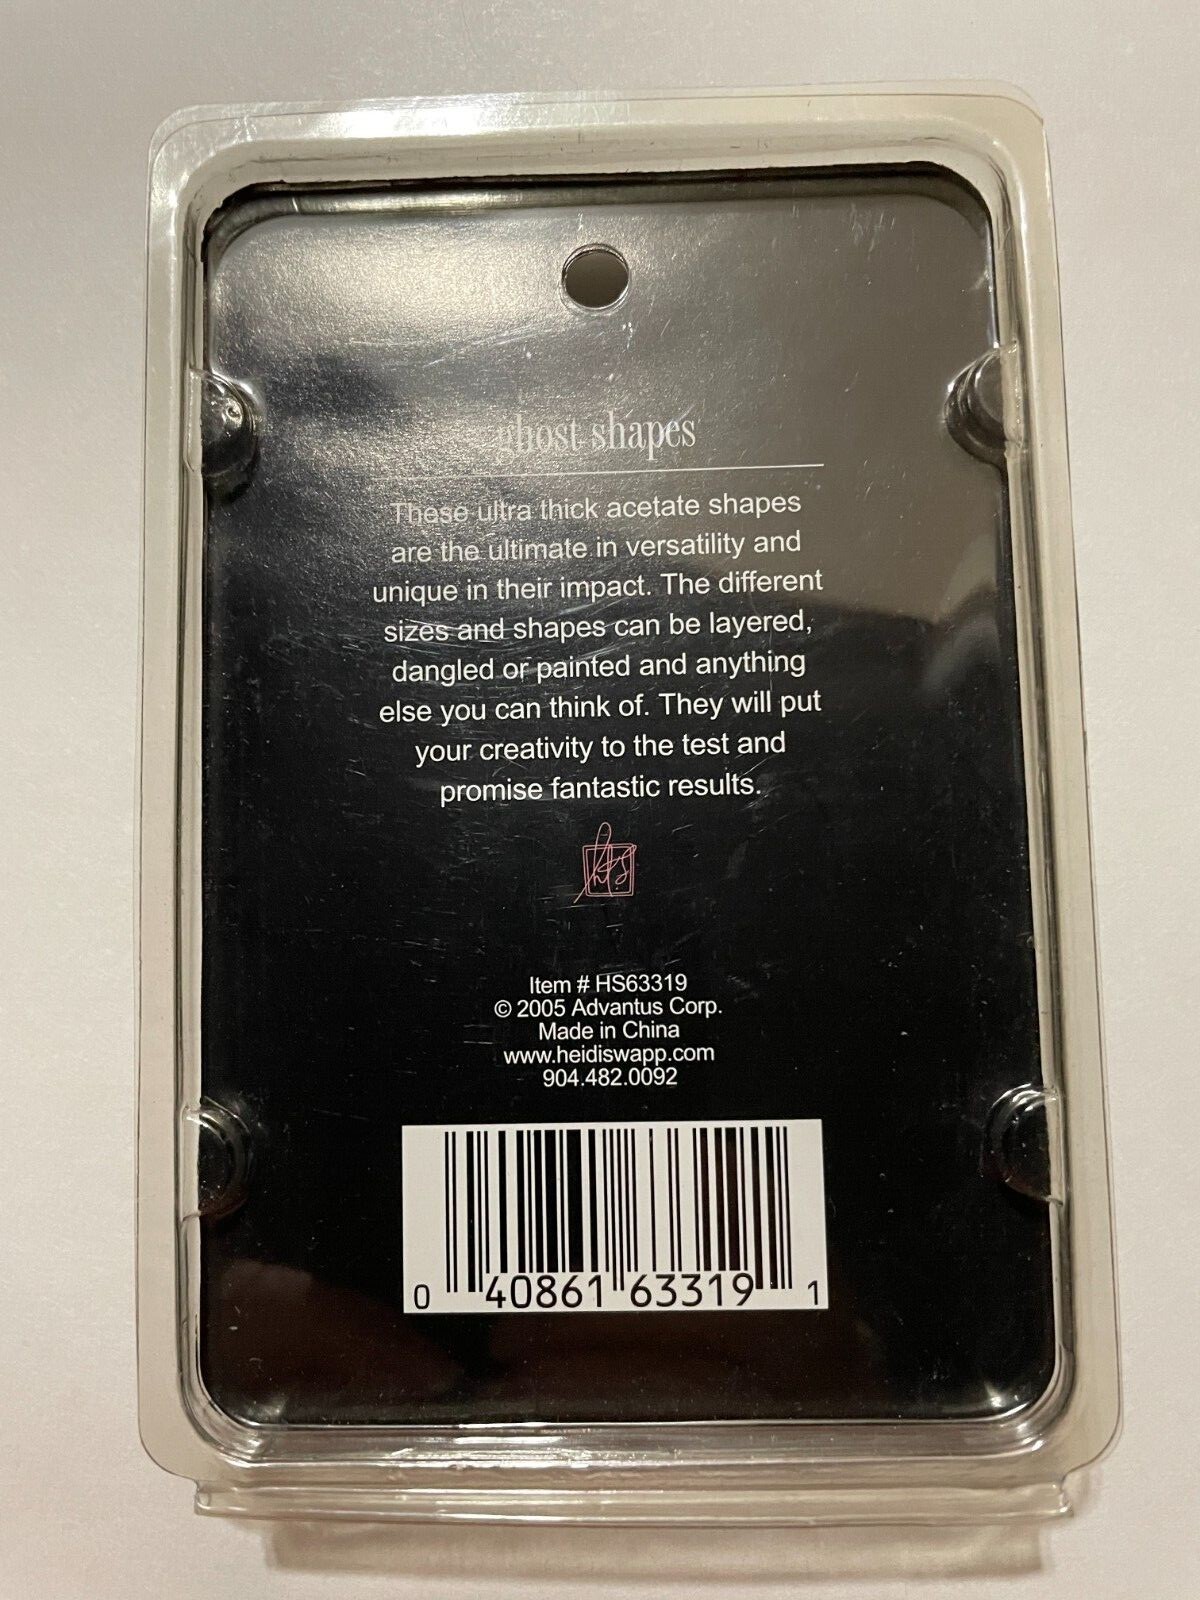 ghost shapes
These ultra thick acetate shapes
are the ultimate in versatility and
unique in their impact. The different
sizes and shapes can be layered,
dangled or painted and anything
else you can think of. They will put
your creativity to the test and
promise fantastic results.
hs
Item # HS63319
© 2005 Advantus Corp.
Made in China
www.heidiswapp.com
904.482.0092
0 40861 63319 1